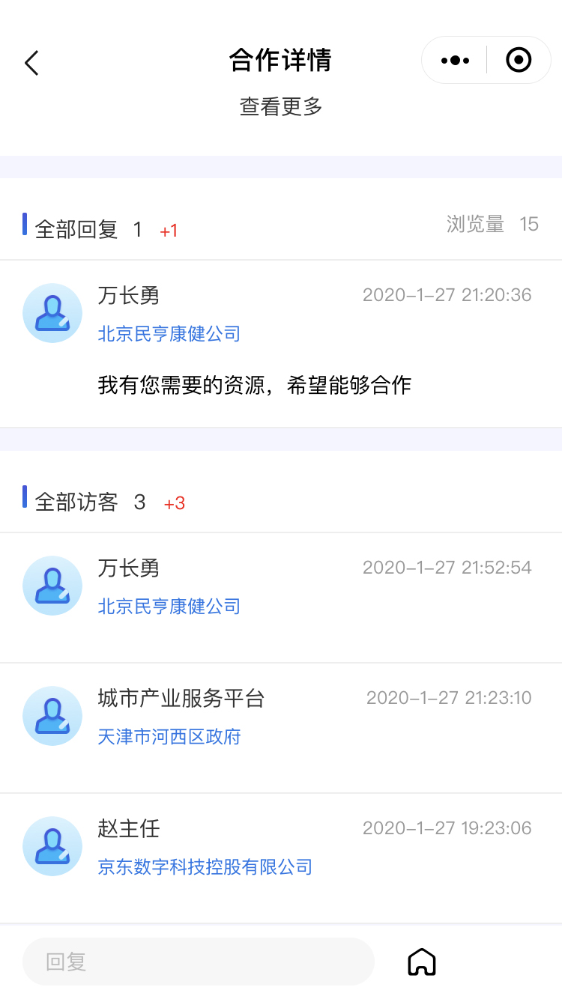 合作详情
查看更多
全部回复 1 +1
浏览量 15
万长勇
2020-1-27 21:20:36
北京民亨康健公司
我有您需要的资源，希望能够合作
全部访客 3 +3
万长勇
2020-1-27 21:52:54
北京民亨康健公司
城市产业服务平台
2020-1-27 21:23:10
天津市河西区政府
赵主任
2020-1-27 19:23:06
京东数字科技控股有限公司
回复